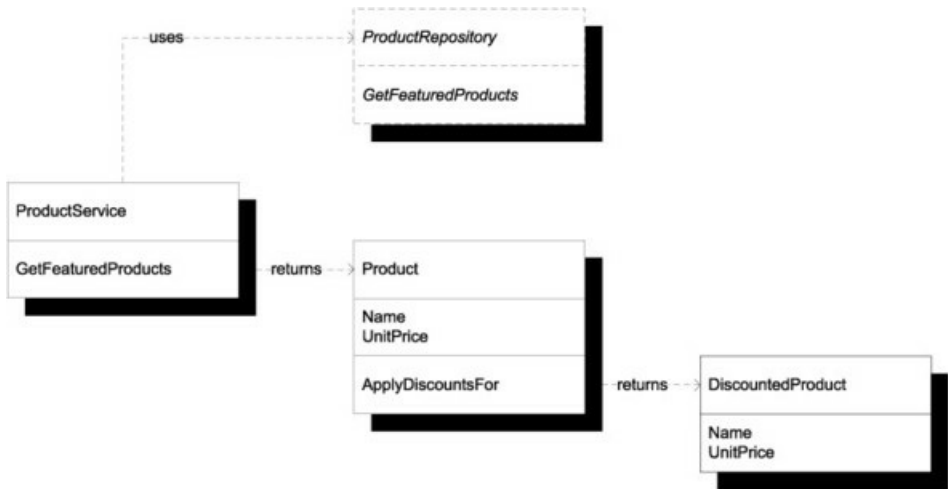 uses
ProductRepository
GetFeaturedProducts
ProductService
GetFeaturedProducts
returns
Product
Name
UnitPrice
ApplyDiscountsFor
returns
DiscountedProduct
Name
UnitPrice